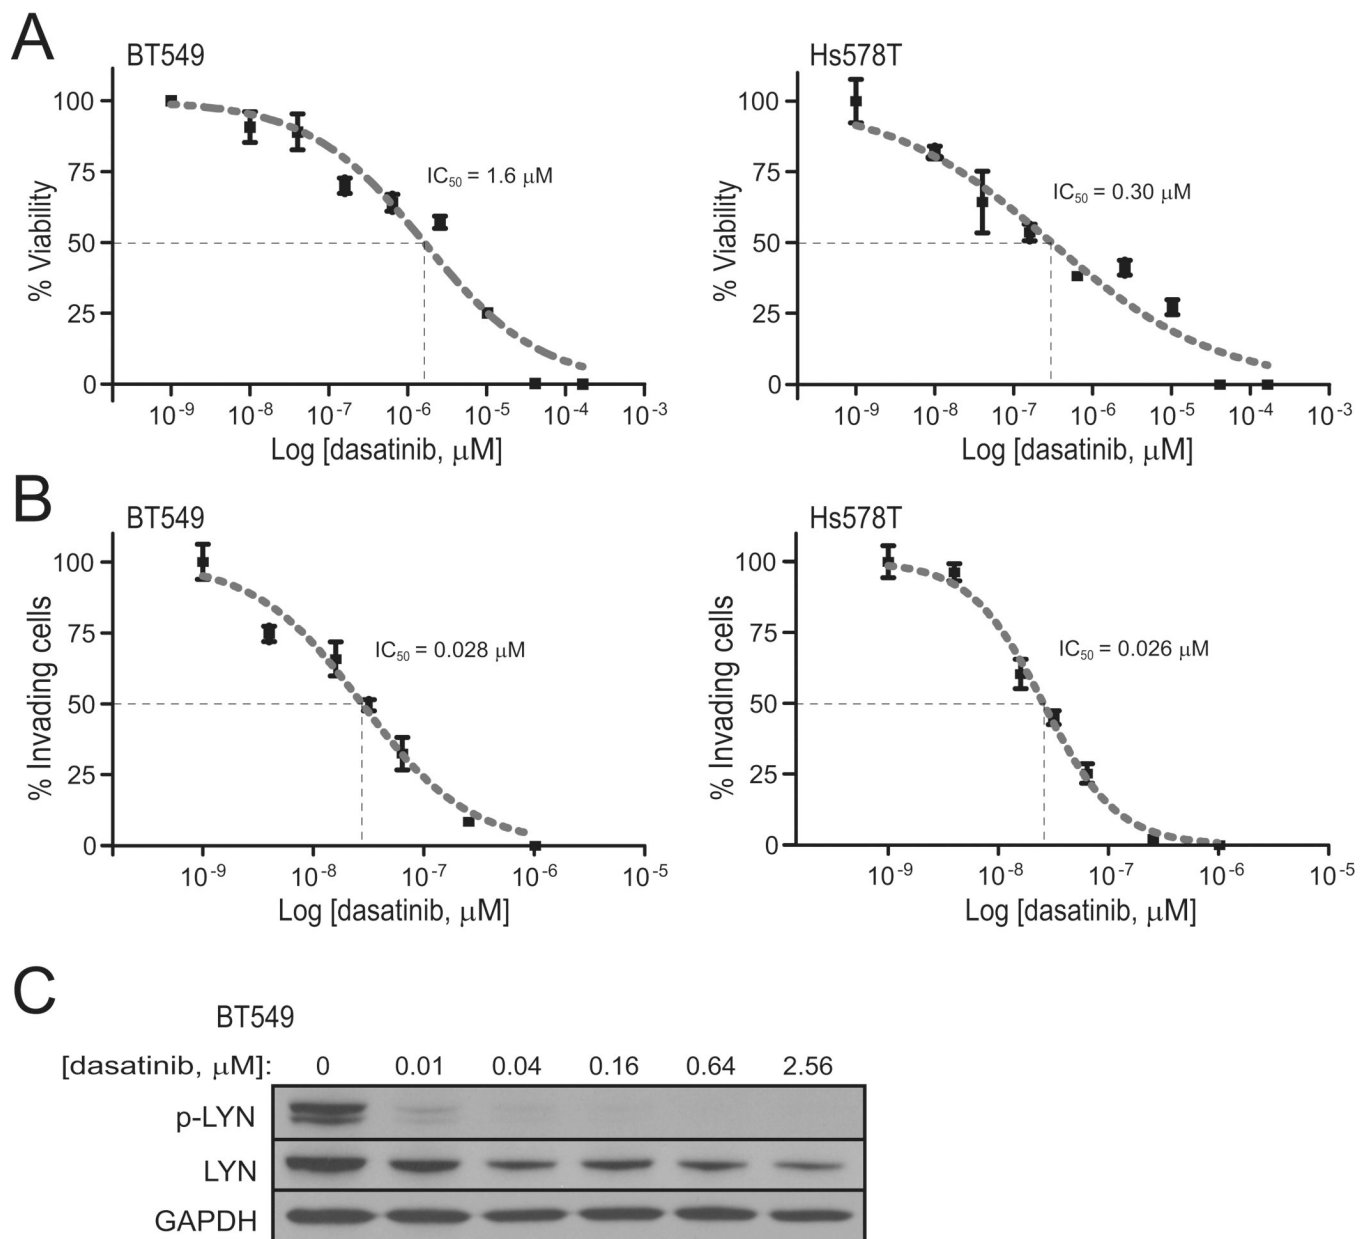 A
BT549
% Viability
100
75
50
25
0
IC₅₀ = 1.6 μM
10⁻⁹ 10⁻⁸ 10⁻⁷ 10⁻⁶ 10⁻⁵ 10⁻⁴ 10⁻³
Log [dasatinib, μM]
Hs578T
% Viability
100
75
50
25
0
IC₅₀ = 0.30 μM
10⁻⁹ 10⁻⁸ 10⁻⁷ 10⁻⁶ 10⁻⁵ 10⁻⁴ 10⁻³
Log [dasatinib, μM]
B
BT549
% Invading cells
100
75
50
25
0
IC₅₀ = 0.028 μM
10⁻⁹ 10⁻⁸ 10⁻⁷ 10⁻⁶ 10⁻⁵
Log [dasatinib, μM]
Hs578T
% Invading cells
100
75
50
25
0
IC₅₀ = 0.026 μM
10⁻⁹ 10⁻⁸ 10⁻⁷ 10⁻⁶ 10⁻⁵
Log [dasatinib, μM]
C
BT549
[dasatinib, μM]: 0 0.01 0.04 0.16 0.64 2.56
p-LYN
LYN
GAPDH